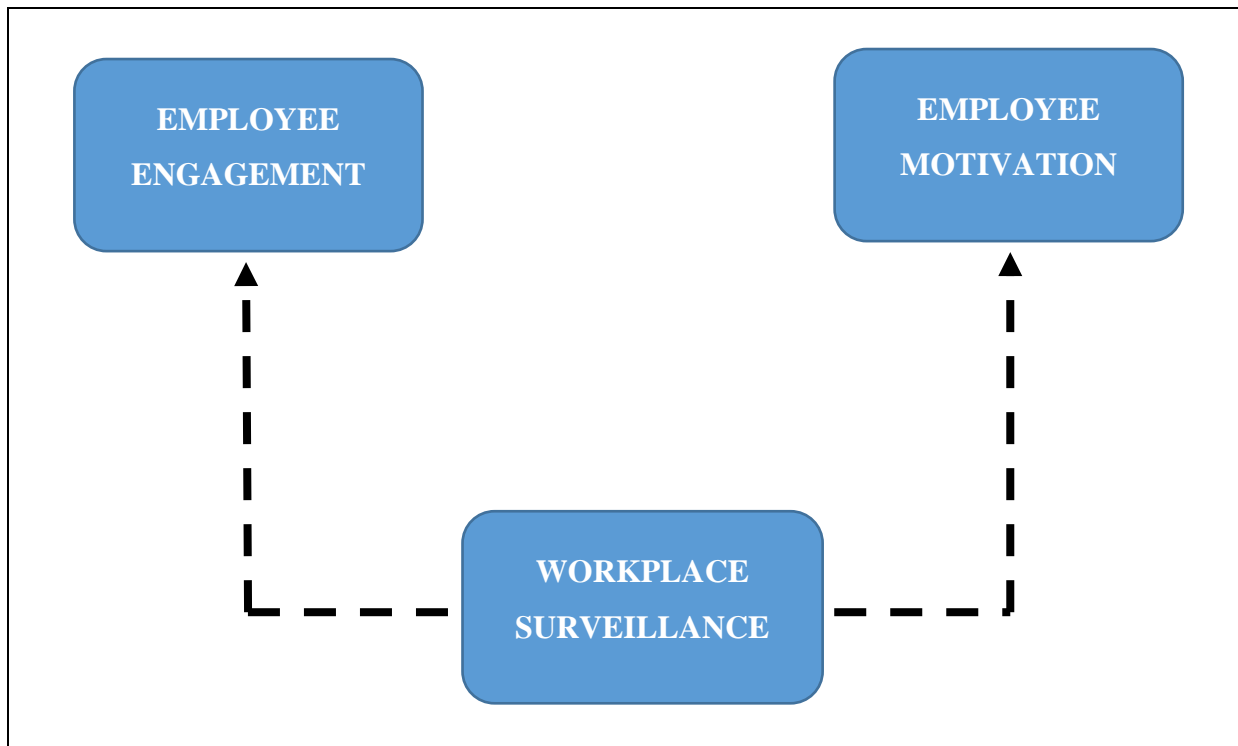 EMPLOYEE
ENGAGEMENT
EMPLOYEE
MOTIVATION
WORKPLACE
SURVEILLANCE